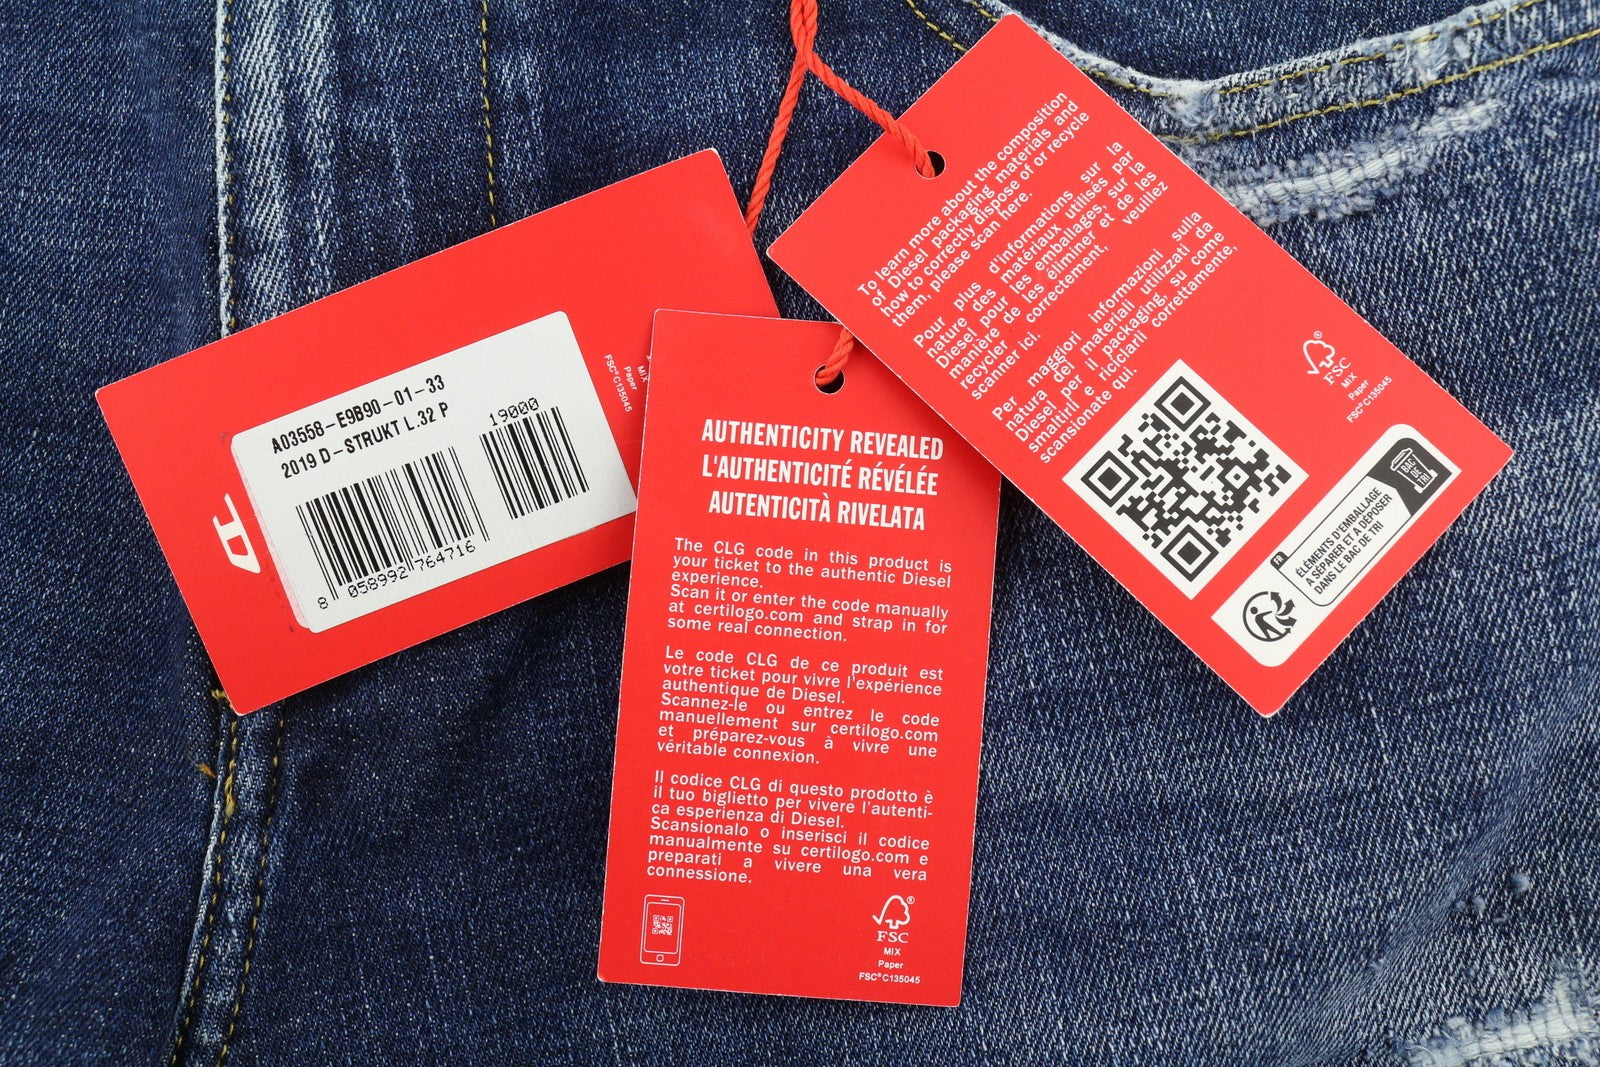 A03558-E9B90-01-33
2019 D-STRUKT L.32 P
19000
8 058992 764716
MIX
Paper
FSC® C135045
D
AUTHENTICITY REVEALED
L'AUTHENTICITÉ RÉVÉLÉE
AUTENTICITÀ RIVELATA
The CLG code in this product is
your ticket to the authentic Diesel
experience.
Scan it or enter the code manually
at certilogo.com and strap in for
some real connection.
Le code CLG de ce produit est
votre ticket pour vivre l'expérience
authentique de Diesel.
Scannez-le ou entrez le code
manuellement sur certilogo.com
et préparez-vous à vivre une
véritable connexion.
Il codice CLG di questo prodotto è
il tuo biglietto per vivere l'autenti-
ca esperienza di Diesel.
Scansionalo o inserisci il codice
manualmente su certilogo.com e
preparati a vivere una vera
connessione.
®
FSC
MIX
Paper
FSC® C135045
To learn more about the composition
of Diesel packaging materials and
how to correctly dispose of or recycle
them, please scan here.
Pour plus d'informations sur la
nature des matériaux utilisés par
Diesel pour les emballages, sur la
manière de les éliminer et de les
recycler correctement, veuillez
scanner ici.
Per maggiori informazioni sulla
natura dei materiali utilizzati da
Diesel per il packaging, su come
smaltirli e riciclarli correttamente,
scansionate qui.
®
FSC
MIX
Paper
FSC® C135045
FR
ÉLÉMENTS D'EMBALLAGE
A SÉPARER ET À DÉPOSER
DANS LE BAC DE TRI
BAC
DE
TRI